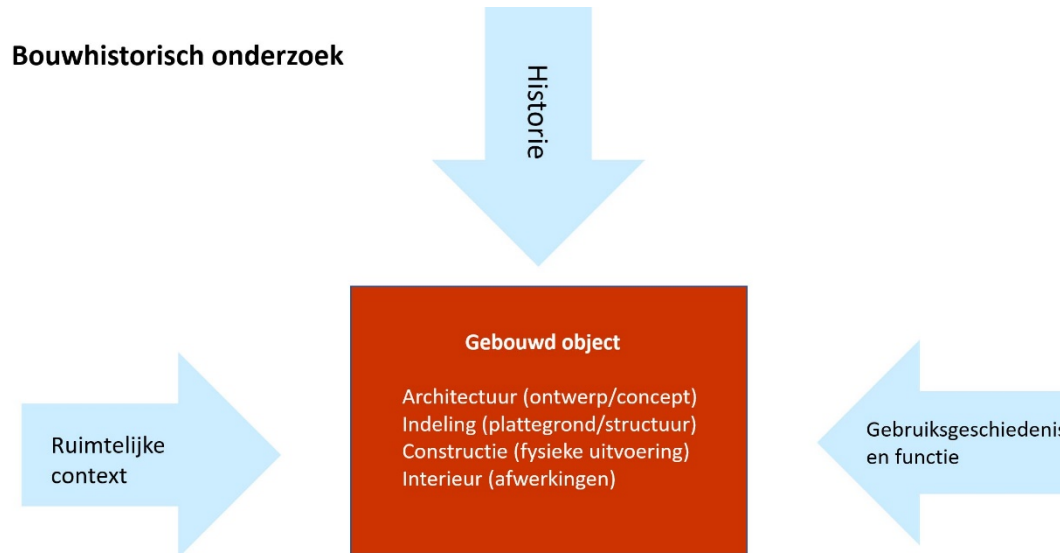 Bouwhistorisch onderzoek
Historie
Gebouwd object
Architectuur (ontwerp/concept)
Indeling (plattegrond/structuur)
Constructie (fysieke uitvoering)
Interieur (afwerkingen)
Ruimtelijke
context
Gebruiksgeschiedenis
en functie